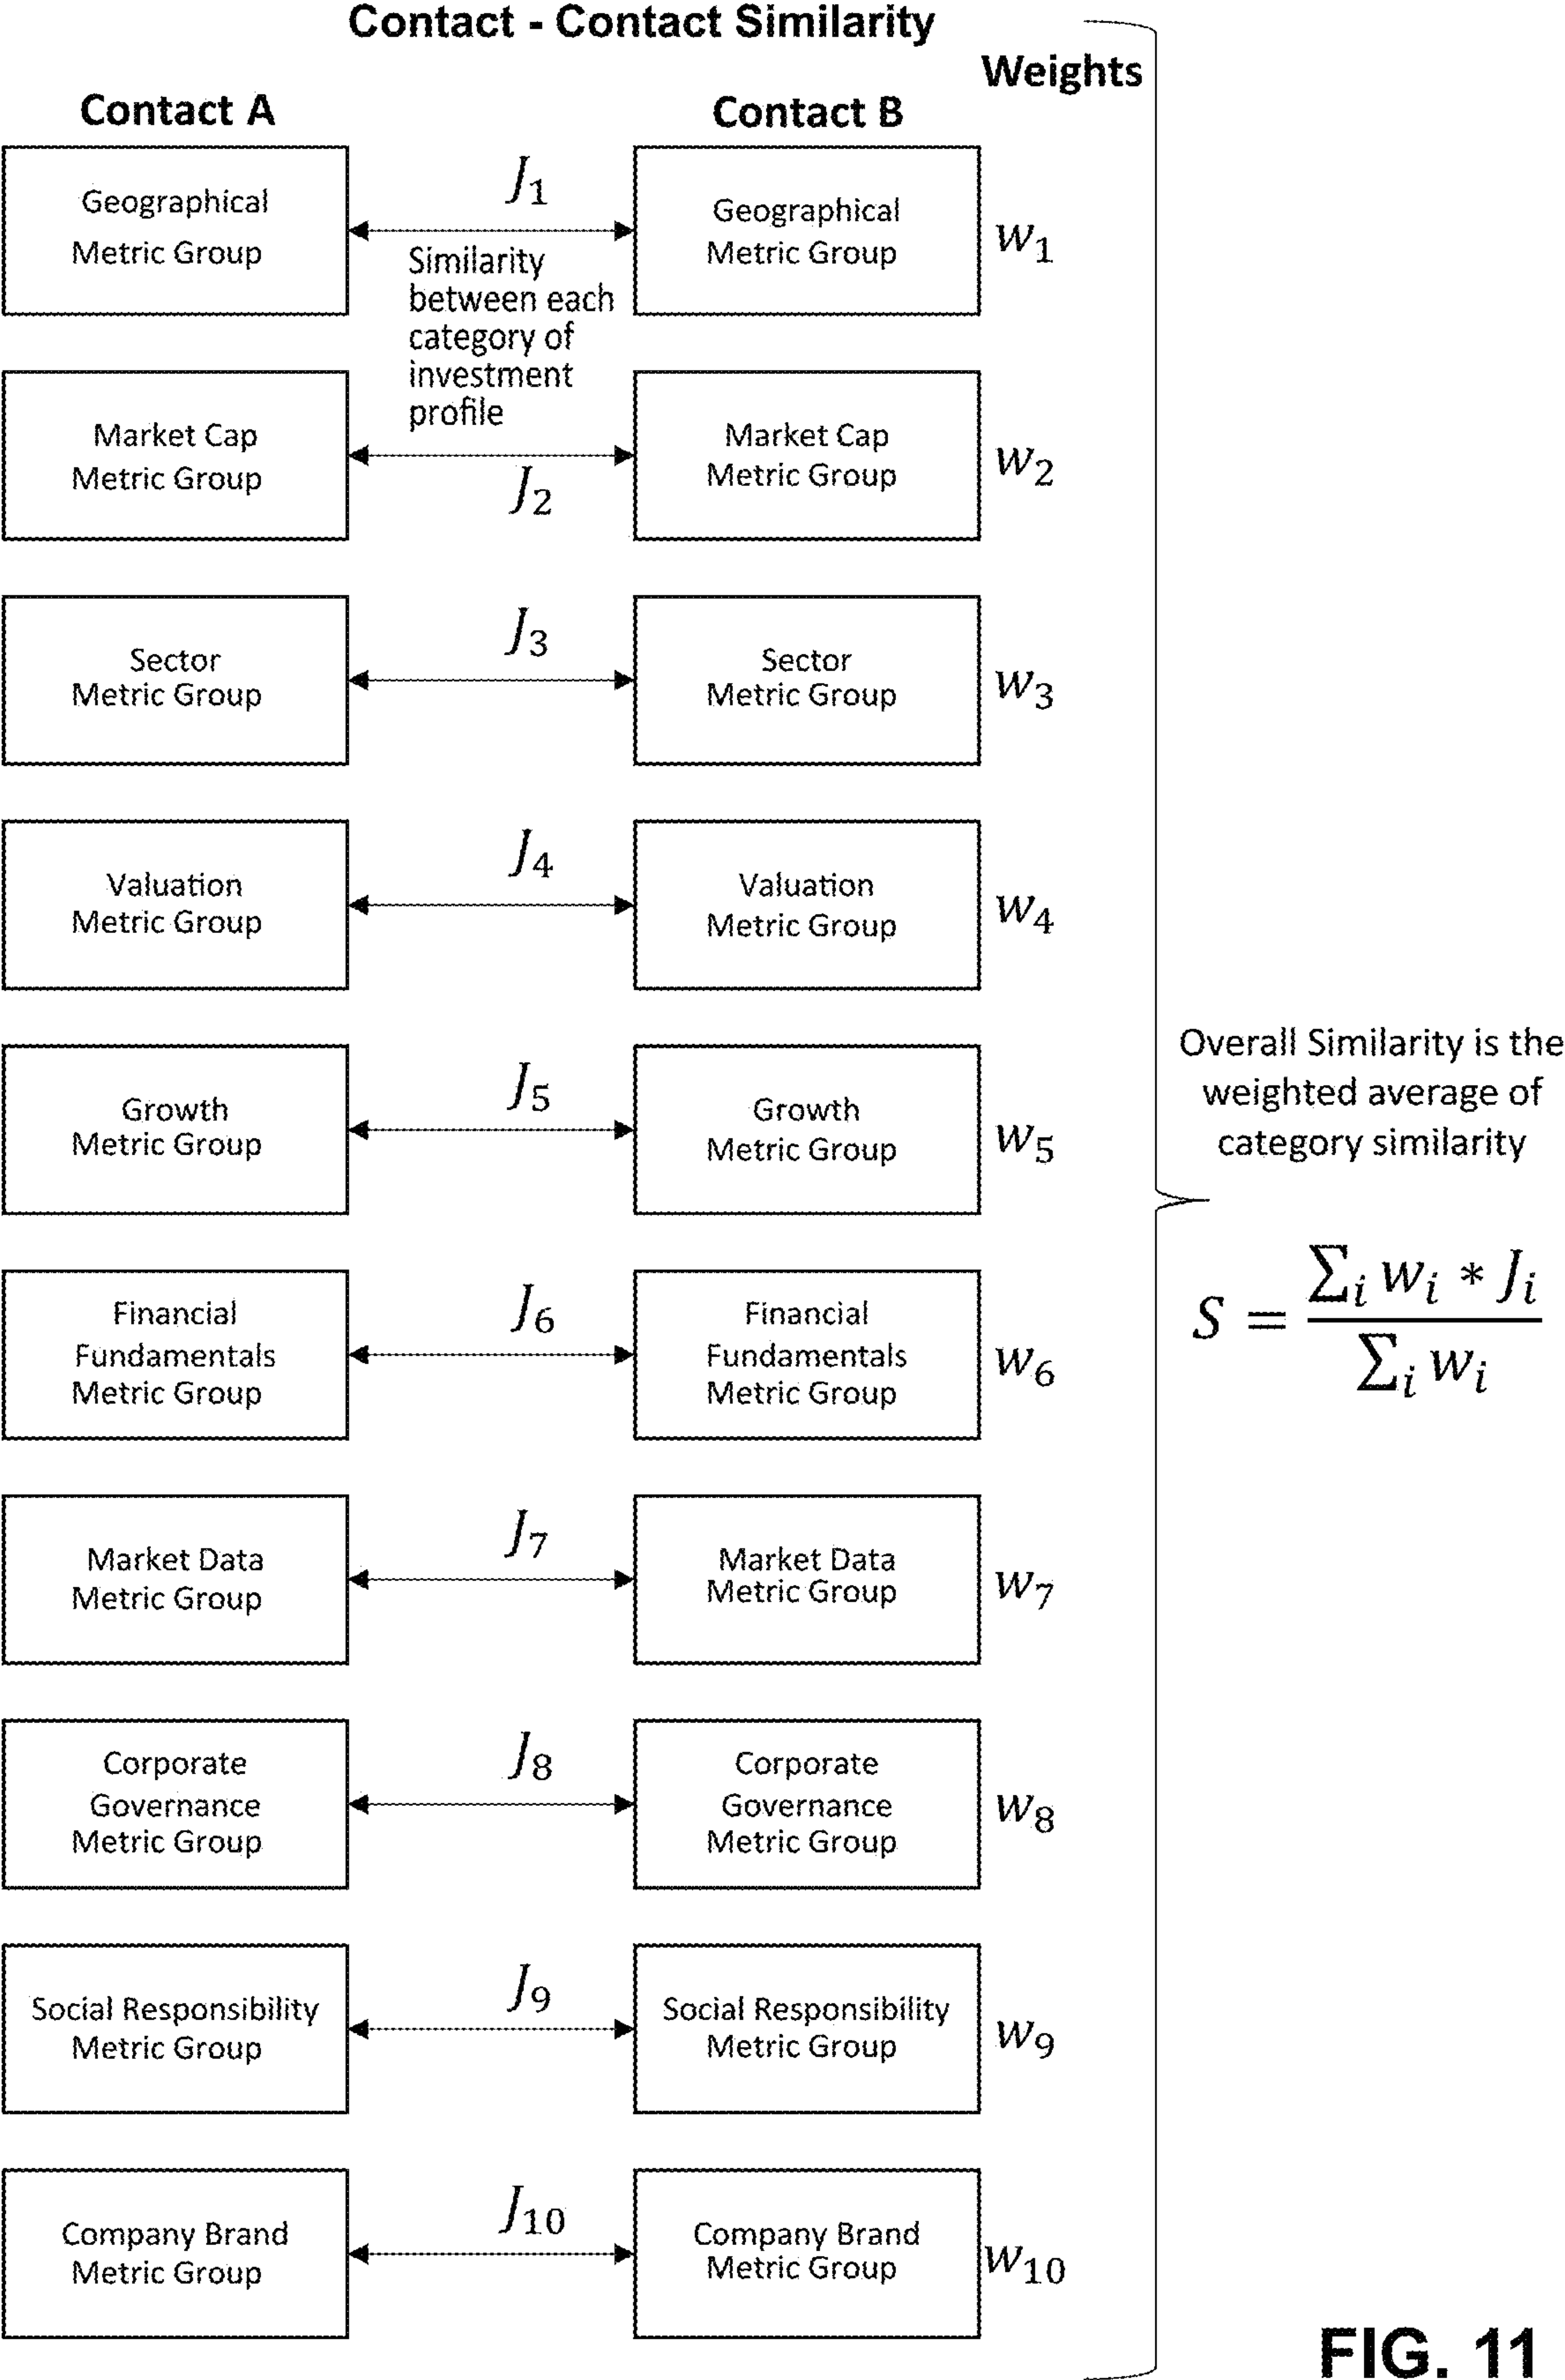 Contact - Contact Similarity
Weights
Contact A
Contact B
Geographical
Metric Group
J1
Similarity
between each
category of
investment
profile
Geographical
Metric Group
w1
Market Cap
Metric Group
J2
Market Cap
Metric Group
w2
Sector
Metric Group
J3
Sector
Metric Group
w3
Valuation
Metric Group
J4
Valuation
Metric Group
w4
Growth
Metric Group
J5
Growth
Metric Group
w5
Financial
Fundamentals
Metric Group
J6
Financial
Fundamentals
Metric Group
w6
Market Data
Metric Group
J7
Market Data
Metric Group
w7
Corporate
Governance
Metric Group
J8
Corporate
Governance
Metric Group
w8
Social Responsibility
Metric Group
J9
Social Responsibility
Metric Group
w9
Company Brand
Metric Group
J10
Company Brand
Metric Group
w10
Overall Similarity is the
weighted average of
category similarity
S = ∑i wi * Ji / ∑i wi
FIG. 11